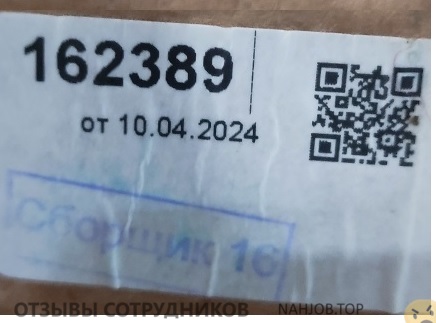 162389
от 10.04.2024
Сборщик 16
ОТЗЫВЫ СОТРУДНИКОВ NAHJOB.TOP